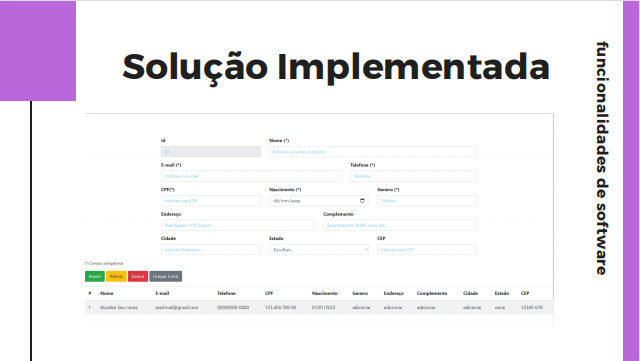 Solução Implementada
funcionalidades de software
Id
Nome (*)
Informe o nome completo
E-mail (*)
Telefone (*)
Informe o e-mail
Telefone
CPF(*)
Nascimento (*)
Genero (*)
Informe seu CPF
dd/mm/aaaa
Gênero
Endereço
Complemento
Rua Aguas, nº 0, bairro
Apartamento, hotel, casa, etc.
Cidade
Estado
CEP
Informe Endereço
Escolher...
Informe seu CEP
(*) Campos obrigatórios
Inserir Alterar Excluir Limpar Form
# Nome E-mail Telefone CPF Nascimento Genero Endereço Complemento Cidade Estado CEP
1 Atualize Seu nome seuEmail@gmail.com (82)90000-0000 123.456.789-00 01/01/2023 adicionar adicionar adicionar adicionar none 12345-678